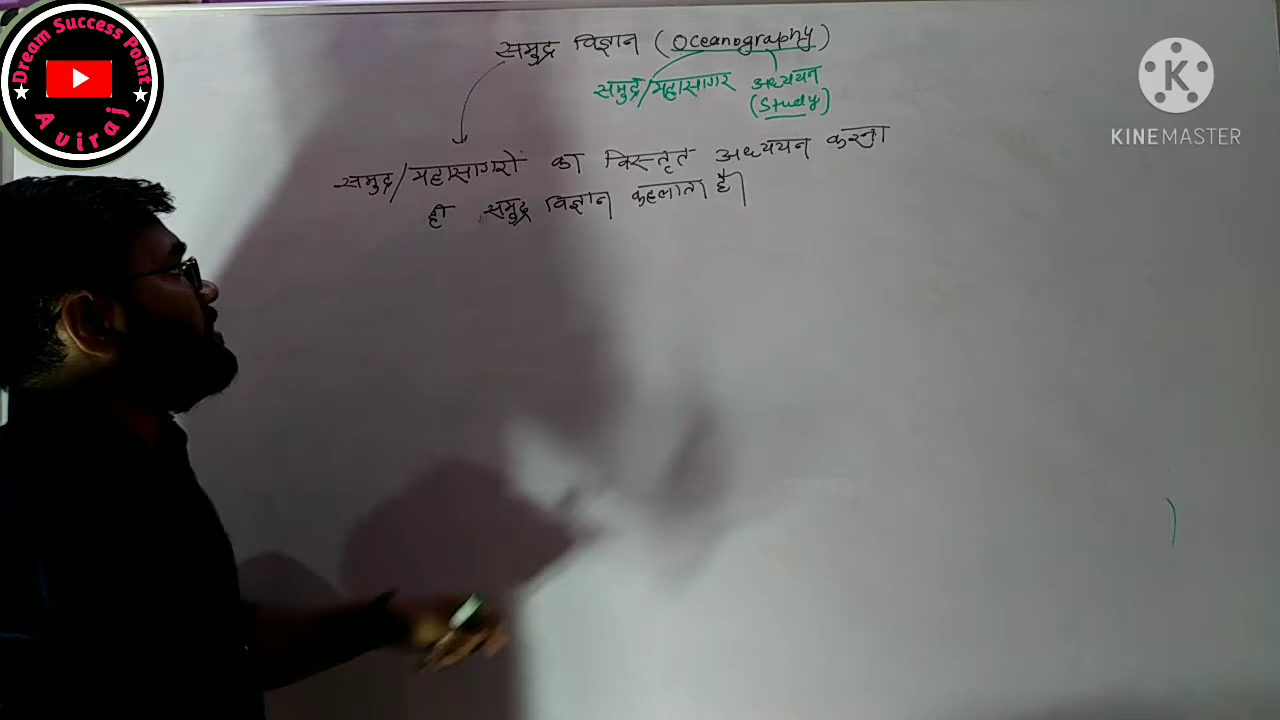 Dream Success Point
Aviraj
समुद्र विज्ञान (Oceanography)
समुद्र/महासागर अध्ययन
(Study)
समुद्र/महासागरों का विस्तृत अध्ययन करना
ही समुद्र विज्ञान कहलाता है।
K
KINEMASTER